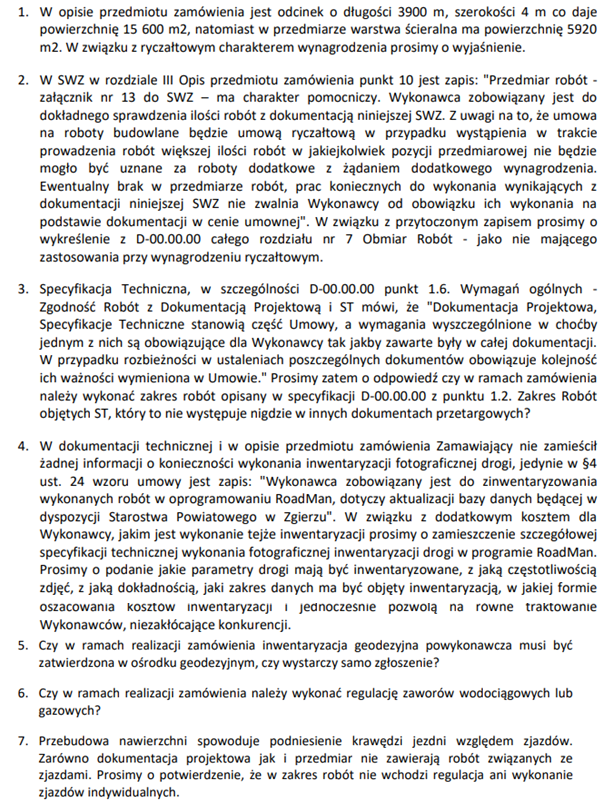 1. W opisie przedmiotu zamówienia jest odcinek o długości 3900 m, szerokości 4 m co daje
powierzchnię 15 600 m2, natomiast w przedmiarze warstwa ścieralna ma powierzchnię 5920
m2. W związku z ryczałtowym charakterem wynagrodzenia prosimy o wyjaśnienie.
2. W SWZ w rozdziale III Opis przedmiotu zamówienia punkt 10 jest zapis: "Przedmiar robót -
załącznik nr 13 do SWZ – ma charakter pomocniczy. Wykonawca zobowiązany jest do
dokładnego sprawdzenia ilości robót z dokumentacją niniejszej SWZ. Z uwagi na to, że umowa
na roboty budowlane będzie umową ryczałtową w przypadku wystąpienia w trakcie
prowadzenia robót większej ilości robót w jakiejkolwiek pozycji przedmiarowej nie będzie
mogło być uznane za roboty dodatkowe z żądaniem dodatkowego wynagrodzenia.
Ewentualny brak w przedmiarze robót, prac koniecznych do wykonania wynikających z
dokumentacji niniejszej SWZ nie zwalnia Wykonawcy od obowiązku ich wykonania na
podstawie dokumentacji w cenie umownej". W związku z przytoczonym zapisem prosimy o
wykreślenie z D-00.00.00 całego rozdziału nr 7 Obmiar Robót - jako nie mającego
zastosowania przy wynagrodzeniu ryczałtowym.
3. Specyfikacja Techniczna, w szczególności D-00.00.00 punkt 1.6. Wymagań ogólnych -
Zgodność Robót z Dokumentacją Projektową i ST mówi, że "Dokumentacja Projektowa,
Specyfikacje Techniczne stanowią część Umowy, a wymagania wyszczególnione w choćby
jednym z nich są obowiązujące dla Wykonawcy tak jakby zawarte były w całej dokumentacji.
W przypadku rozbieżności w ustaleniach poszczególnych dokumentów obowiązuje kolejność
ich ważności wymieniona w Umowie." Prosimy zatem o odpowiedź czy w ramach zamówienia
należy wykonać zakres robót opisany w specyfikacji D-00.00.00 z punktu 1.2. Zakres Robót
objętych ST, który to nie występuje nigdzie w innych dokumentach przetargowych?
4. W dokumentacji technicznej i w opisie przedmiotu zamówienia Zamawiający nie zamieścił
żadnej informacji o konieczności wykonania inwentaryzacji fotograficznej drogi, jedynie w §4
ust. 24 wzoru umowy jest zapis: "Wykonawca zobowiązany jest do zinwentaryzowania
wykonanych robót w oprogramowaniu RoadMan, dotyczy aktualizacji bazy danych będącej w
dyspozycji Starostwa Powiatowego w Zgierzu". W związku z dodatkowym kosztem dla
Wykonawcy, jakim jest wykonanie tejże inwentaryzacji prosimy o zamieszczenie szczegółowej
specyfikacji technicznej wykonania fotograficznej inwentaryzacji drogi w programie RoadMan.
Prosimy o podanie jakie parametry drogi mają być inwentaryzowane, z jaką częstotliwością
zdjęć, z jaką dokładnością, jaki zakres danych ma być objęty inwentaryzacją, w jakiej formie
oszacowania kosztów inwentaryzacji i jednocześnie pozwolą na równe traktowanie
Wykonawców, niezakłócające konkurencji.
5. Czy w ramach realizacji zamówienia inwentaryzacja geodezyjna powykonawcza musi być
zatwierdzona w ośrodku geodezyjnym, czy wystarczy samo zgłoszenie?
6. Czy w ramach realizacji zamówienia należy wykonać regulację zaworów wodociągowych lub
gazowych?
7. Przebudowa nawierzchni spowoduje podniesienie krawędzi jezdni względem zjazdów.
Zarówno dokumentacja projektowa jak i przedmiar nie zawierają robót związanych ze
zjazdami. Prosimy o potwierdzenie, że w zakres robót nie wchodzi regulacja ani wykonanie
zjazdów indywidualnych.